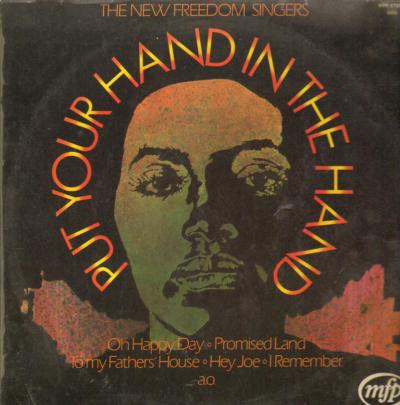 THE NEW FREEDOM SINGERS
PUT YOUR HAND IN THE HAND
Oh Happy Day • Promised Land
To my Fathers' House • Hey Joe • I Remember
a.o.
mfp